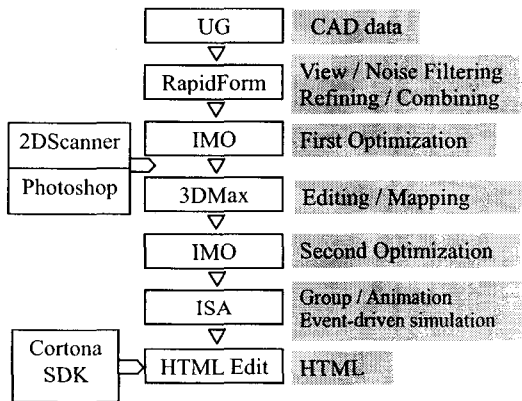 UG
CAD data
RapidForm
View / Noise Filtering
Refining / Combining
2DScanner
Photoshop
IMO
First Optimization
3DMax
Editing / Mapping
IMO
Second Optimization
ISA
Group / Animation
Event-driven simulation
Cortona
SDK
HTML Edit
HTML